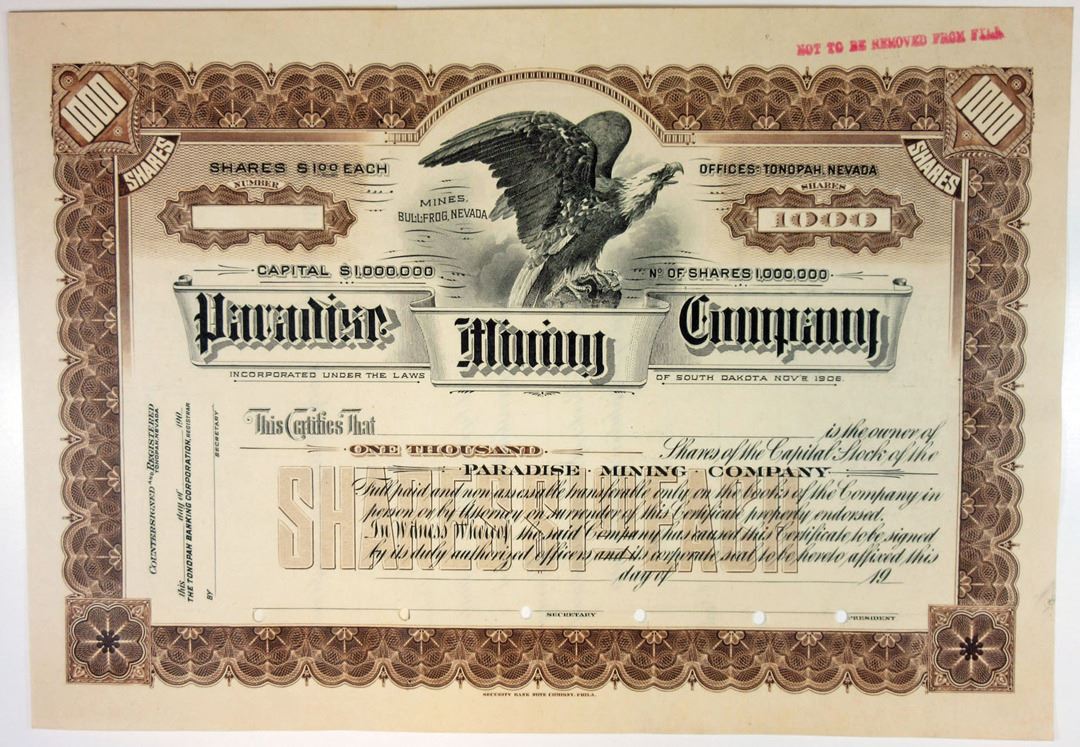 NOT TO BE REMOVED FROM FILE
1000
1000
SHARES
SHARES
SHARES $1.00 EACH
OFFICES: TONOPAH, NEVADA
NUMBER
SHARES
1000
MINES,
BULLFROG, NEVADA
CAPITAL $1,000,000
No OF SHARES 1,000,000
Paradise Mining Company
INCORPORATED UNDER THE LAWS
OF SOUTH DAKOTA NOV'R 1906.
This Certifies That
is the owner of
ONE THOUSAND
Shares of the Capital Stock of the
PARADISE · MINING · COMPANY
Full paid and non assessable transferable only on the books of the Company in
person or by Attorney on surrender of this Certificate properly endorsed.
In Witness Whereof the said Company has caused this Certificate to be signed
by its duly authorized officers and its corporate seal to be hereto affixed this
day of 19
SHARES $1 EACH
SECRETARY
PRESIDENT
COUNTERSIGNED AND REGISTERED
TONOPAH, NEVADA
this day of 190
THE TONOPAH BANKING CORPORATION, REGISTRAR
BY
SECRETARY
SECURITY BANK NOTE COMPANY, PHILA.